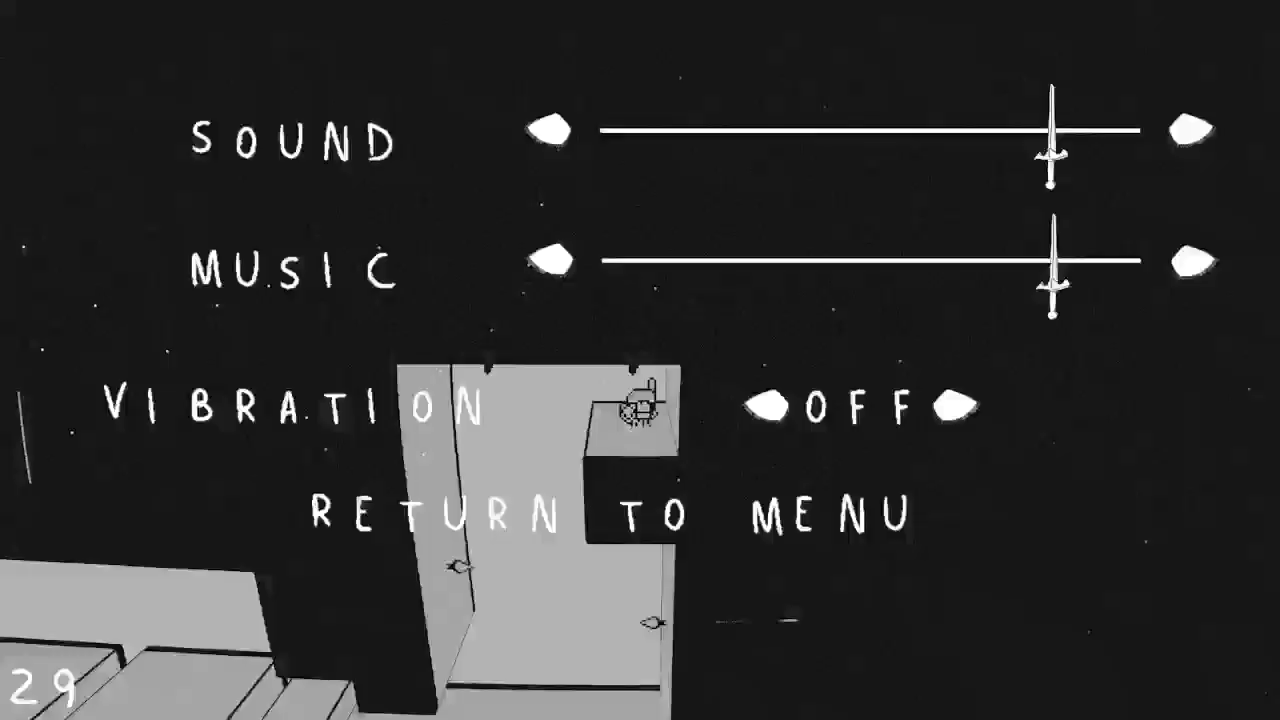 SOUND
MUSIC
VIBRATION OFF
RETURN TO MENU
29